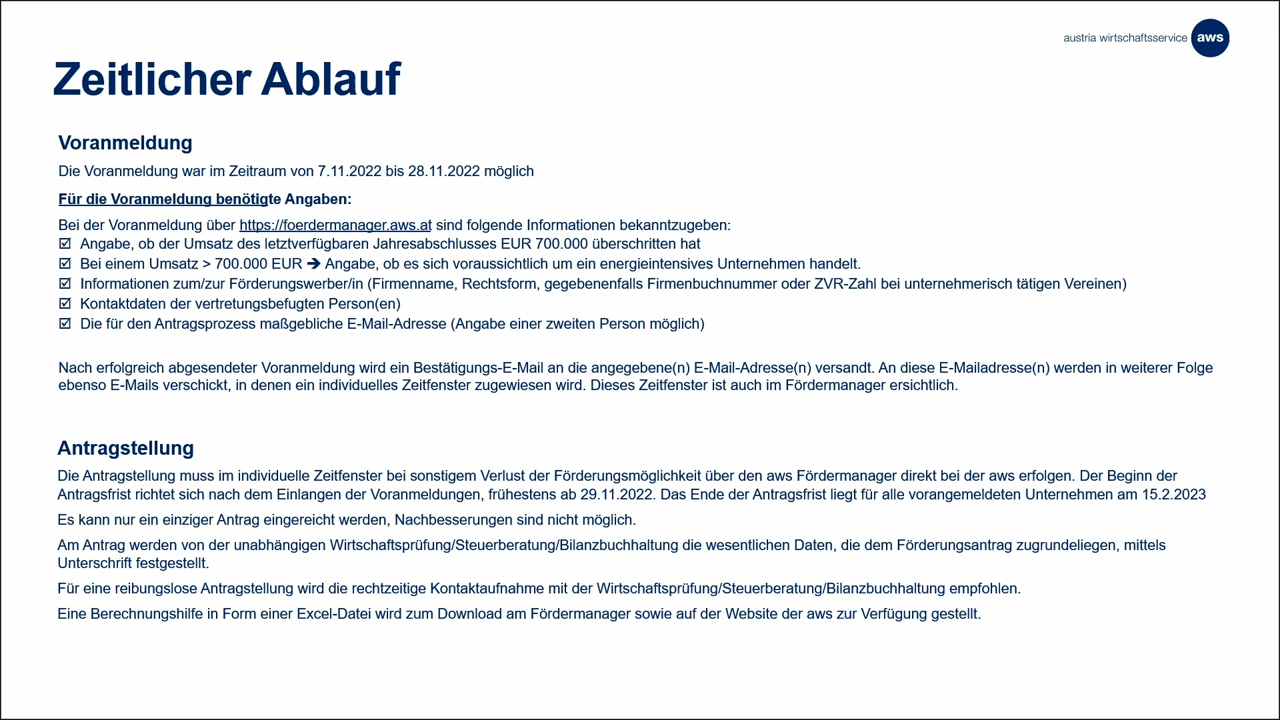 austria wirtschaftsservice aws
Zeitlicher Ablauf
Voranmeldung
Die Voranmeldung war im Zeitraum von 7.11.2022 bis 28.11.2022 möglich
Für die Voranmeldung benötigte Angaben:
Bei der Voranmeldung über https://foerdermanager.aws.at sind folgende Informationen bekanntzugeben:
☑ Angabe, ob der Umsatz des letztverfügbaren Jahresabschlusses EUR 700.000 überschritten hat
☑ Bei einem Umsatz > 700.000 EUR ➔ Angabe, ob es sich voraussichtlich um ein energieintensives Unternehmen handelt.
☑ Informationen zum/zur Förderungswerber/in (Firmenname, Rechtsform, gegebenenfalls Firmenbuchnummer oder ZVR-Zahl bei unternehmerisch tätigen Vereinen)
☑ Kontaktdaten der vertretungsbefugten Person(en)
☑ Die für den Antragsprozess maßgebliche E-Mail-Adresse (Angabe einer zweiten Person möglich)
Nach erfolgreich abgesendeter Voranmeldung wird ein Bestätigungs-E-Mail an die angegebene(n) E-Mail-Adresse(n) versandt. An diese E-Mailadresse(n) werden in weiterer Folge
ebenso E-Mails verschickt, in denen ein individuelles Zeitfenster zugewiesen wird. Dieses Zeitfenster ist auch im Fördermanager ersichtlich.
Antragstellung
Die Antragstellung muss im individuelle Zeitfenster bei sonstigem Verlust der Förderungsmöglichkeit über den aws Fördermanager direkt bei der aws erfolgen. Der Beginn der
Antragsfrist richtet sich nach dem Einlangen der Voranmeldungen, frühestens ab 29.11.2022. Das Ende der Antragsfrist liegt für alle vorangemeldeten Unternehmen am 15.2.2023
Es kann nur ein einziger Antrag eingereicht werden, Nachbesserungen sind nicht möglich.
Am Antrag werden von der unabhängigen Wirtschaftsprüfung/Steuerberatung/Bilanzbuchhaltung die wesentlichen Daten, die dem Förderungsantrag zugrundeliegen, mittels
Unterschrift festgestellt.
Für eine reibungslose Antragstellung wird die rechtzeitige Kontaktaufnahme mit der Wirtschaftsprüfung/Steuerberatung/Bilanzbuchhaltung empfohlen.
Eine Berechnungshilfe in Form einer Excel-Datei wird zum Download am Fördermanager sowie auf der Website der aws zur Verfügung gestellt.